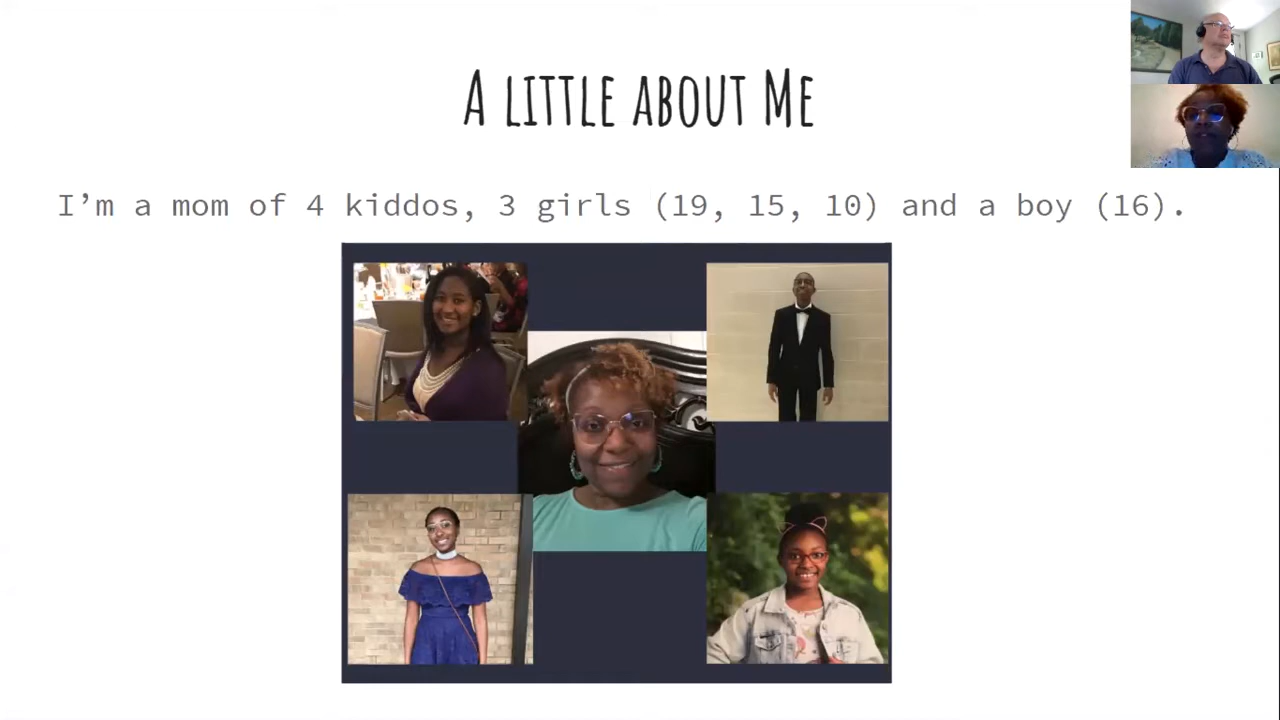 A little about Me
I’m a mom of 4 kiddos, 3 girls (19, 15, 10) and a boy (16).